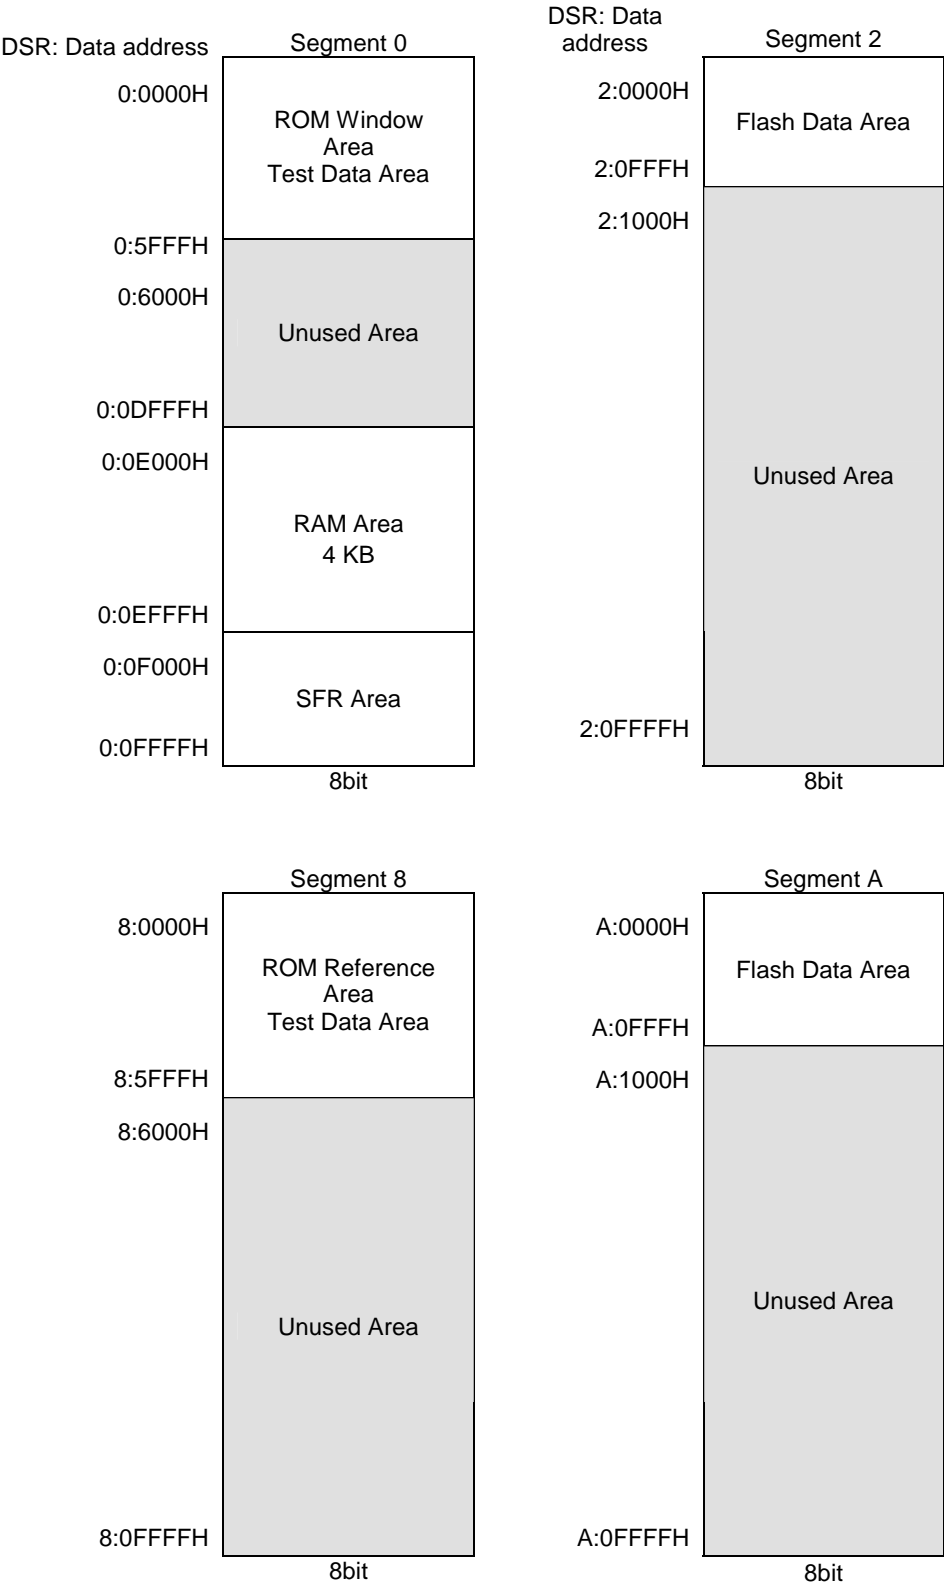 DSR: Data address
Segment 0
0:0000H
ROM Window
Area
Test Data Area
0:5FFFH
0:6000H
Unused Area
0:0DFFFH
0:0E000H
RAM Area
4 KB
0:0EFFFH
0:0F000H
SFR Area
0:0FFFFH
8bit
DSR: Data
address
Segment 2
2:0000H
Flash Data Area
2:0FFFH
2:1000H
Unused Area
2:0FFFFH
8bit
Segment 8
8:0000H
ROM Reference
Area
Test Data Area
8:5FFFH
8:6000H
Unused Area
8:0FFFFH
8bit
Segment A
A:0000H
Flash Data Area
A:0FFFH
A:1000H
Unused Area
A:0FFFFH
8bit